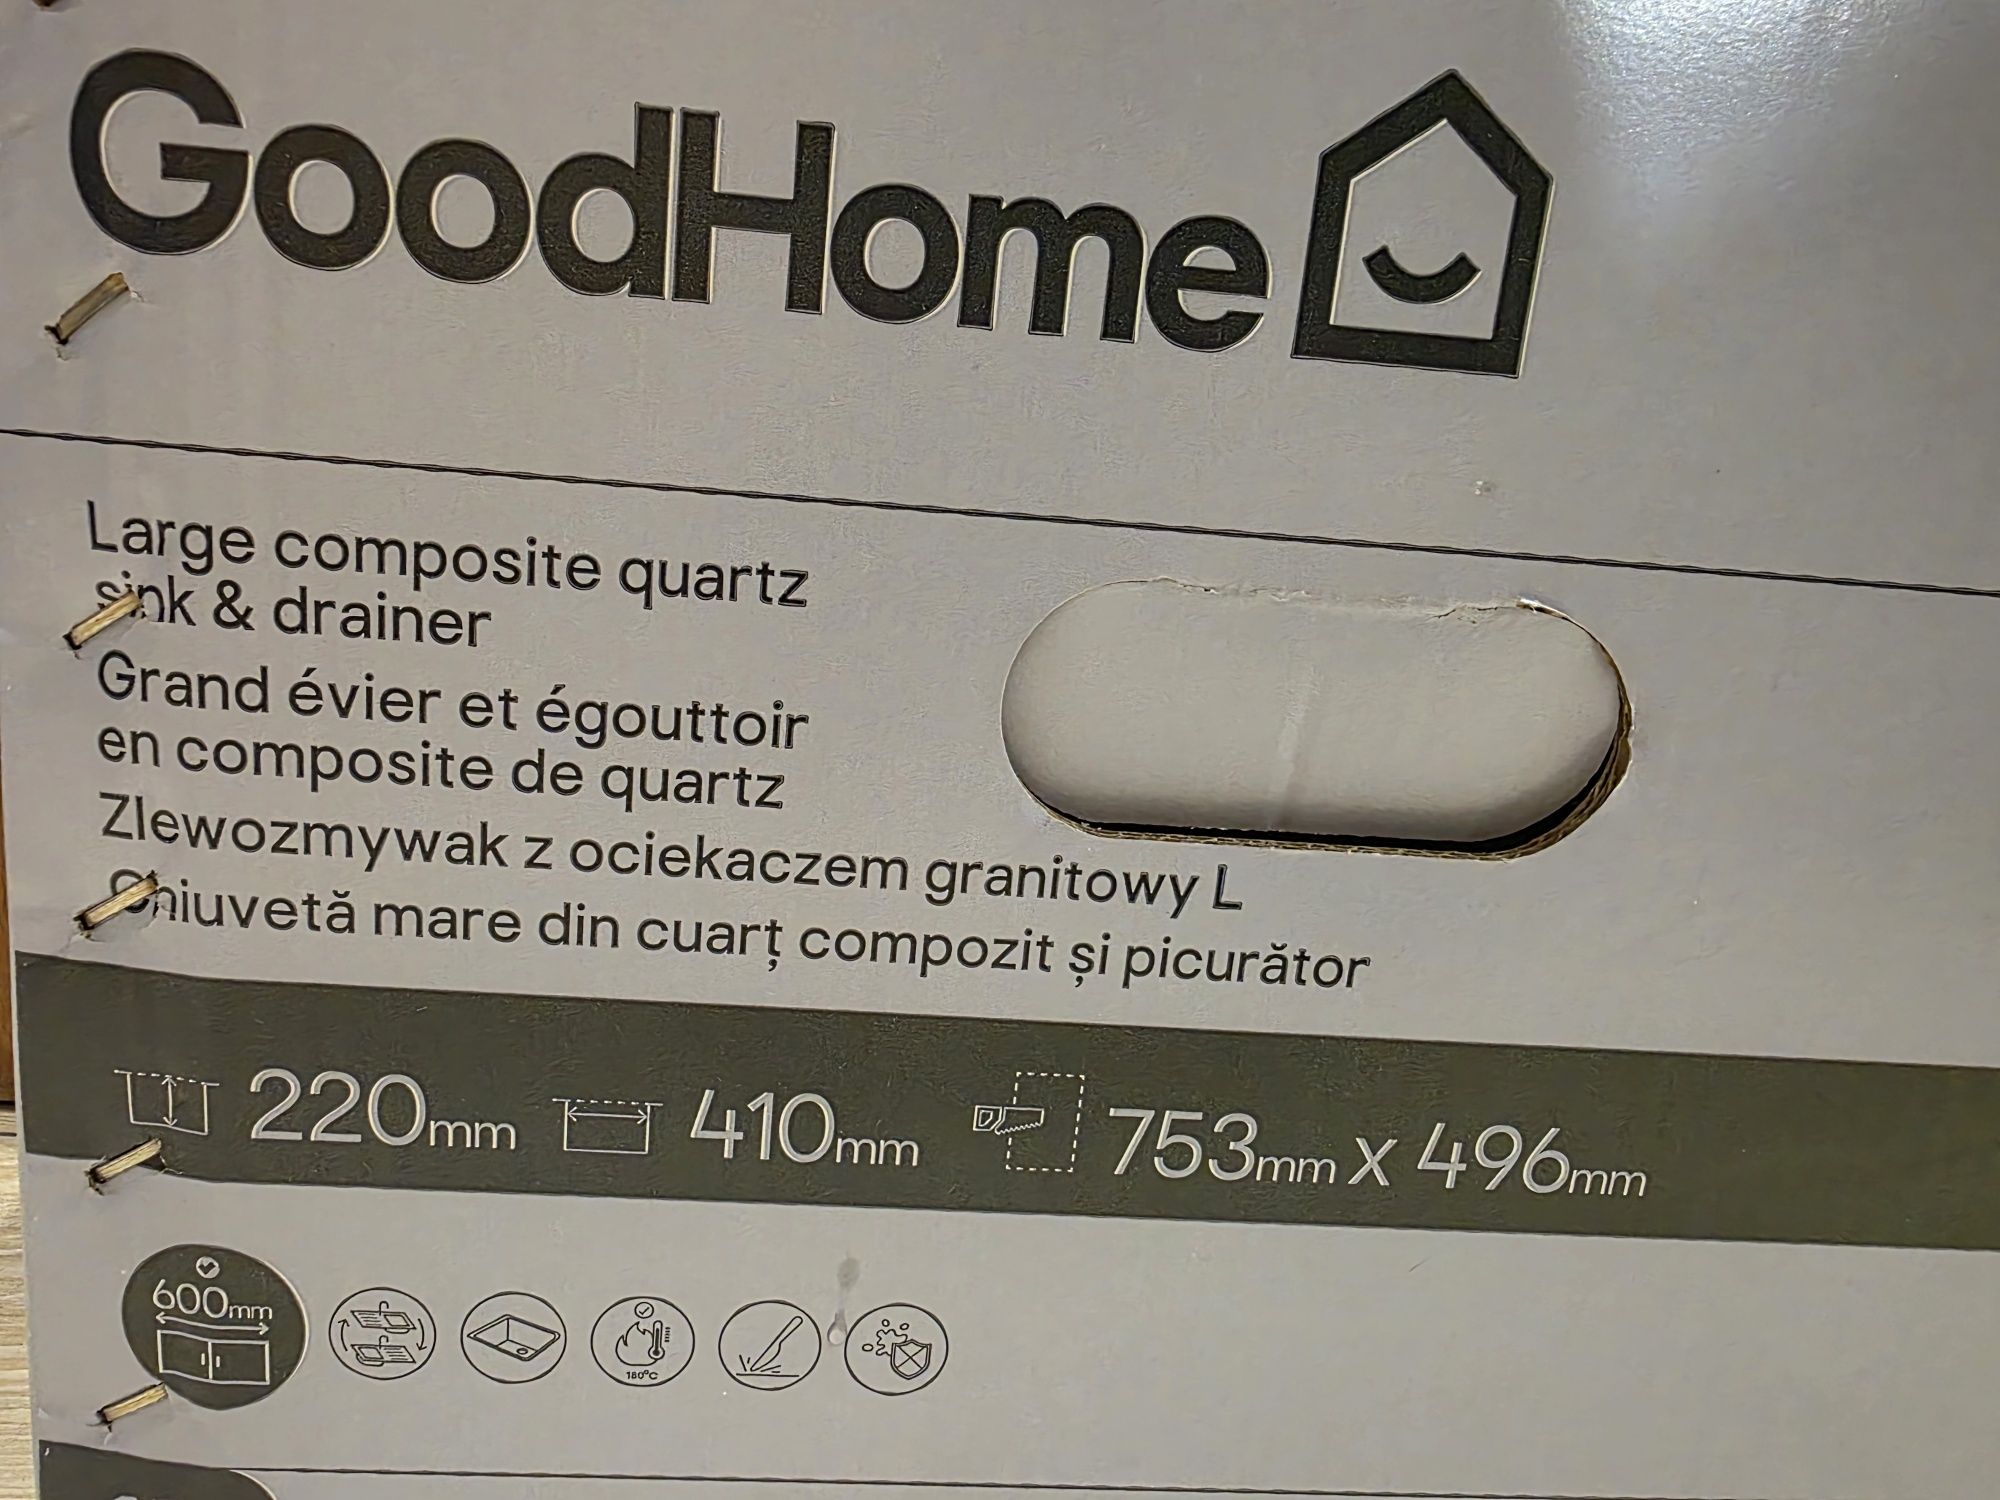 GoodHome
Large composite quartz
sink & drainer
Grand évier et égouttoir
en composite de quartz
Zlewozmywak z ociekaczem granitowy L
Chiuvetă mare din cuarț compozit și picurător
220mm 410mm 753mm x 496mm
600mm
180°C